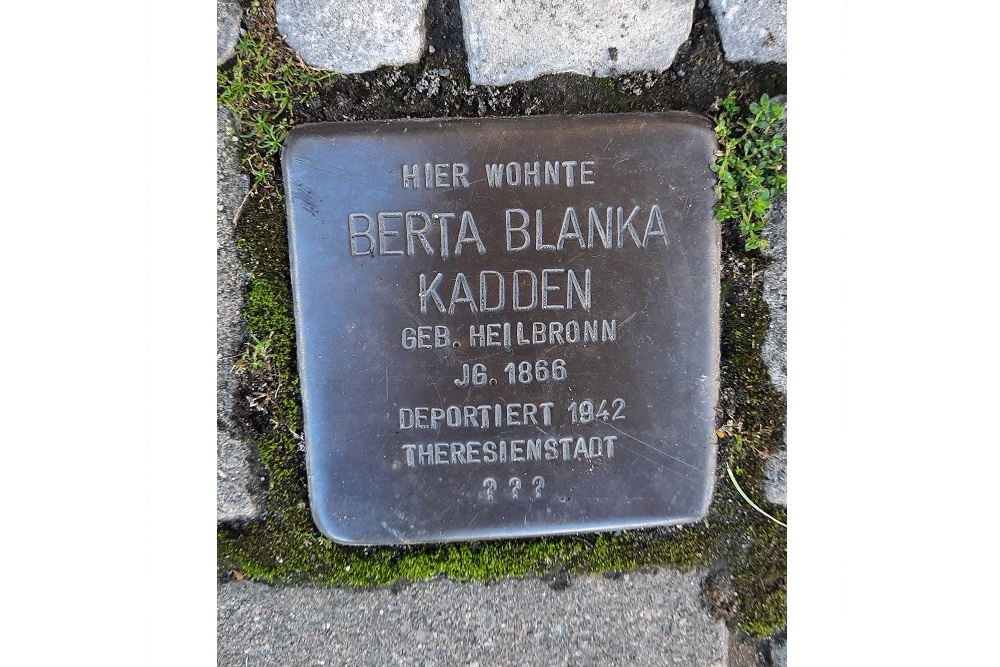 HIER WOHNTE
BERTA BLANKA
KADDEN
GEB. HEILBRONN
JG. 1866
DEPORTIERT 1942
THERESIENSTADT
? ? ?